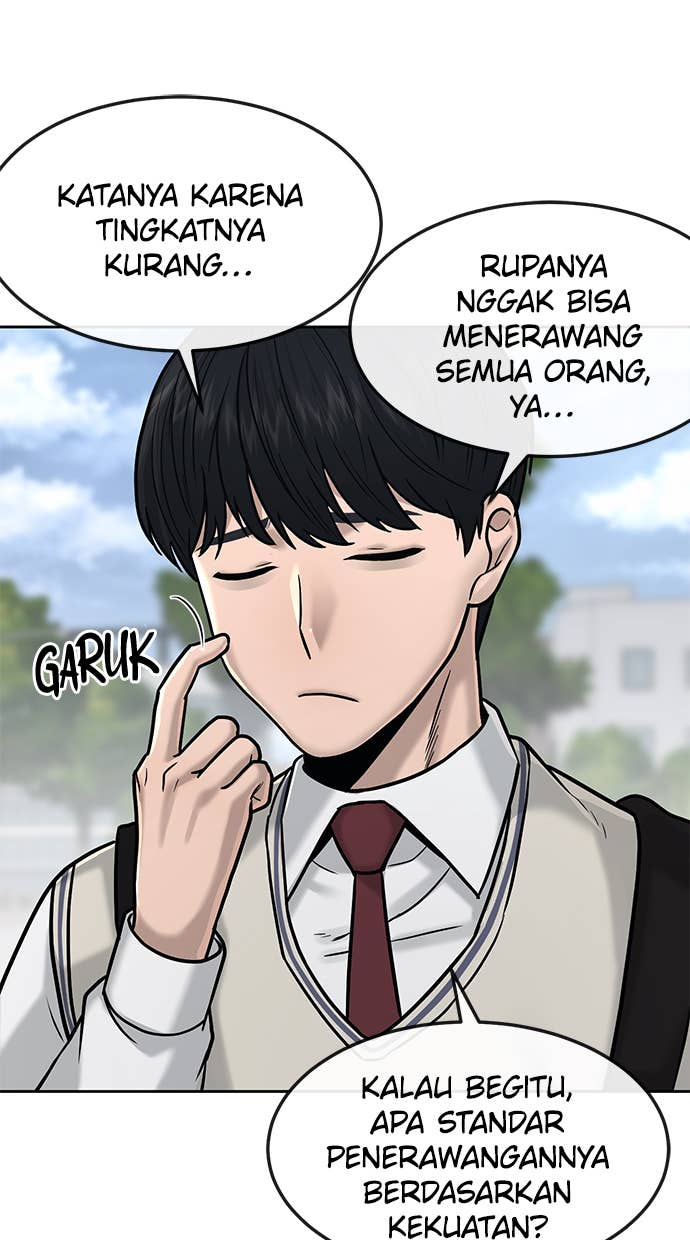 KATANYA KARENA
TINGKATNYA
KURANG...
RUPANYA
NGGAK BISA
MENERAWANG
SEMUA ORANG,
YA...
GARUK
KALAU BEGITU,
APA STANDAR
PENERAWANGANNYA
BERDASARKAN
KEKUATAN?